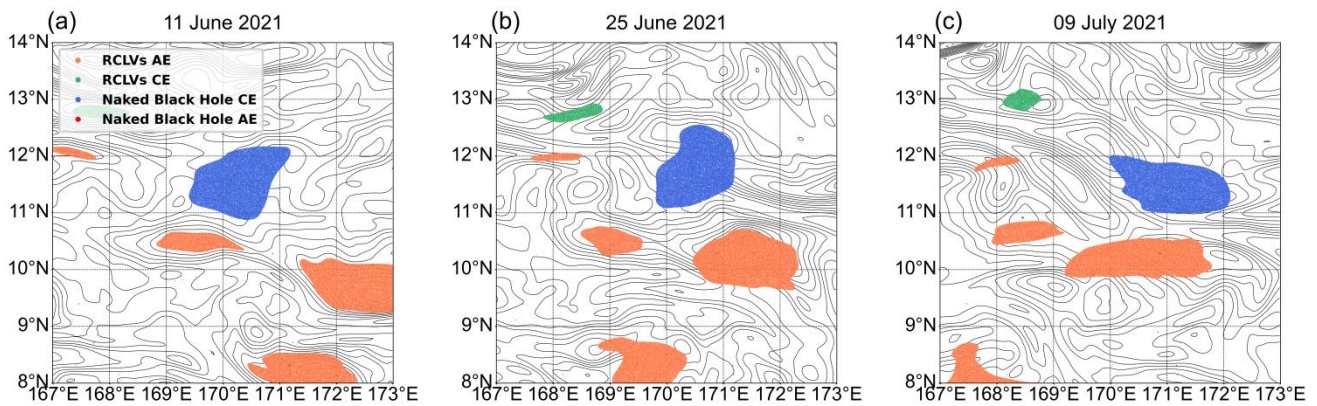 (a) 11 June 2021
14°N
13°N
12°N
11°N
10°N
9°N
8°N
167°E 168°E 169°E 170°E 171°E 172°E 173°E
RCLVs AE
RCLVs CE
Naked Black Hole CE
Naked Black Hole AE
(b) 25 June 2021
14°N
13°N
12°N
11°N
10°N
9°N
8°N
167°E 168°E 169°E 170°E 171°E 172°E 173°E
(c) 09 July 2021
14°N
13°N
12°N
11°N
10°N
9°N
8°N
167°E 168°E 169°E 170°E 171°E 172°E 173°E